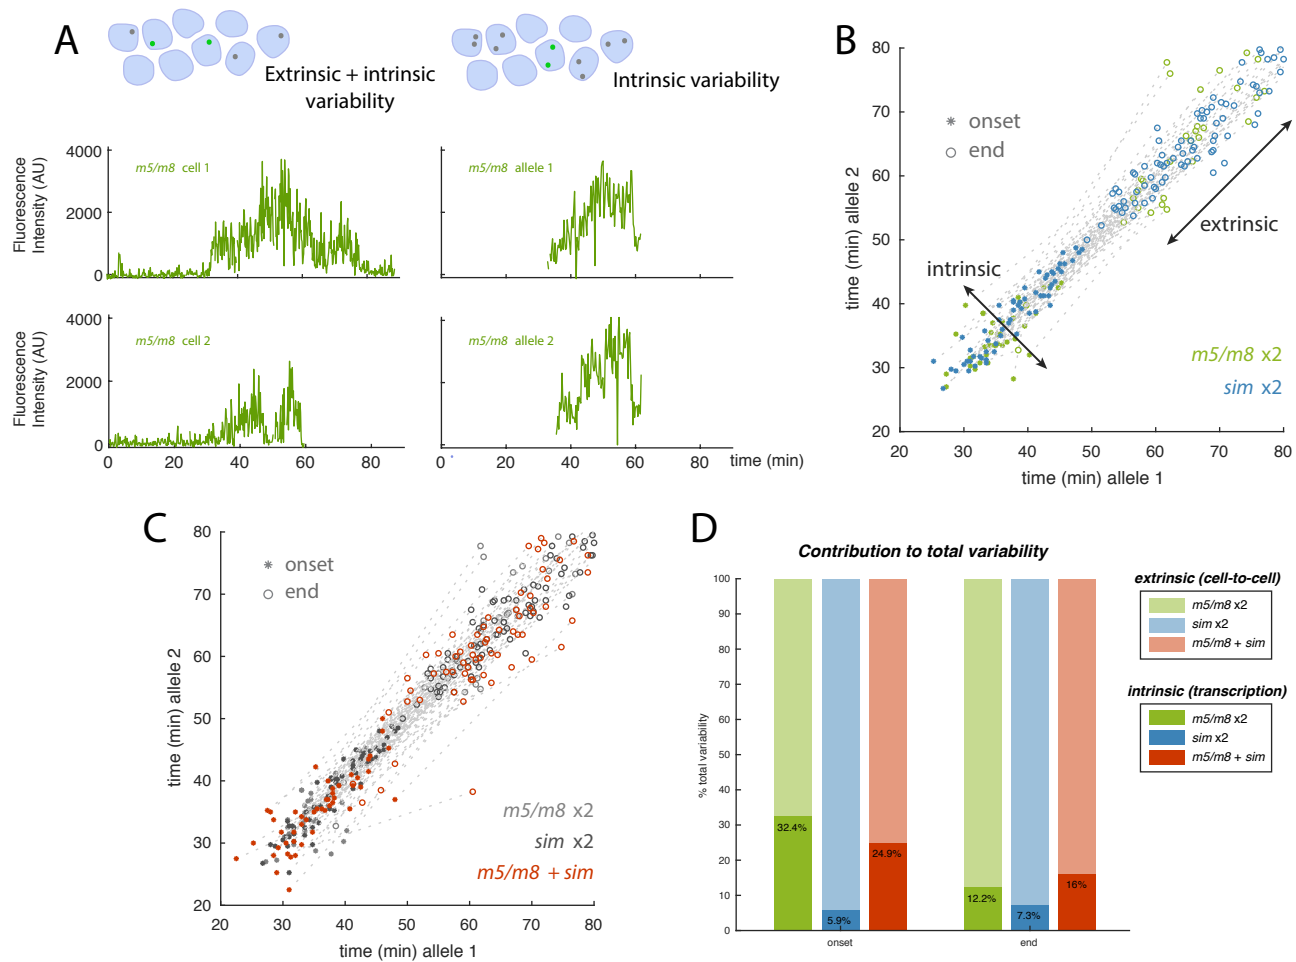 A
Extrinsic + intrinsic
variability
Intrinsic variability
Fluorescence
Intensity (AU)
4000
2000
0
m5/m8 cell 1
m5/m8 allele 1
Fluorescence
Intensity (AU)
4000
2000
0
m5/m8 cell 2
m5/m8 allele 2
0 20 40 60 80
0 20 40 60 80 time (min)
B
time (min) allele 2
80
70
60
50
40
30
20
onset
end
extrinsic
intrinsic
m5/m8 x2
sim x2
20 30 40 50 60 70 80
time (min) allele 1
C
time (min) allele 2
80
70
60
50
40
30
20
onset
end
m5/m8 x2
sim x2
m5/m8 + sim
20 30 40 50 60 70 80
time (min) allele 1
D
Contribution to total variability
% total variability
100
90
80
70
60
50
40
30
20
10
0
32.4%
5.9%
24.9%
12.2%
7.3%
16%
onset end
extrinsic (cell-to-cell)
m5/m8 x2
sim x2
m5/m8 + sim
intrinsic (transcription)
m5/m8 x2
sim x2
m5/m8 + sim